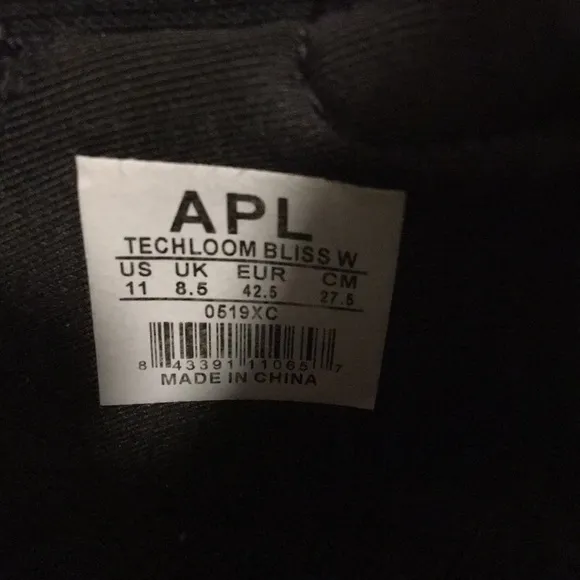 APL
TECHLOOM BLISS W
US UK EUR CM
11 8.5 42.5 27.5
0519XC
8 43391 11065 7
MADE IN CHINA